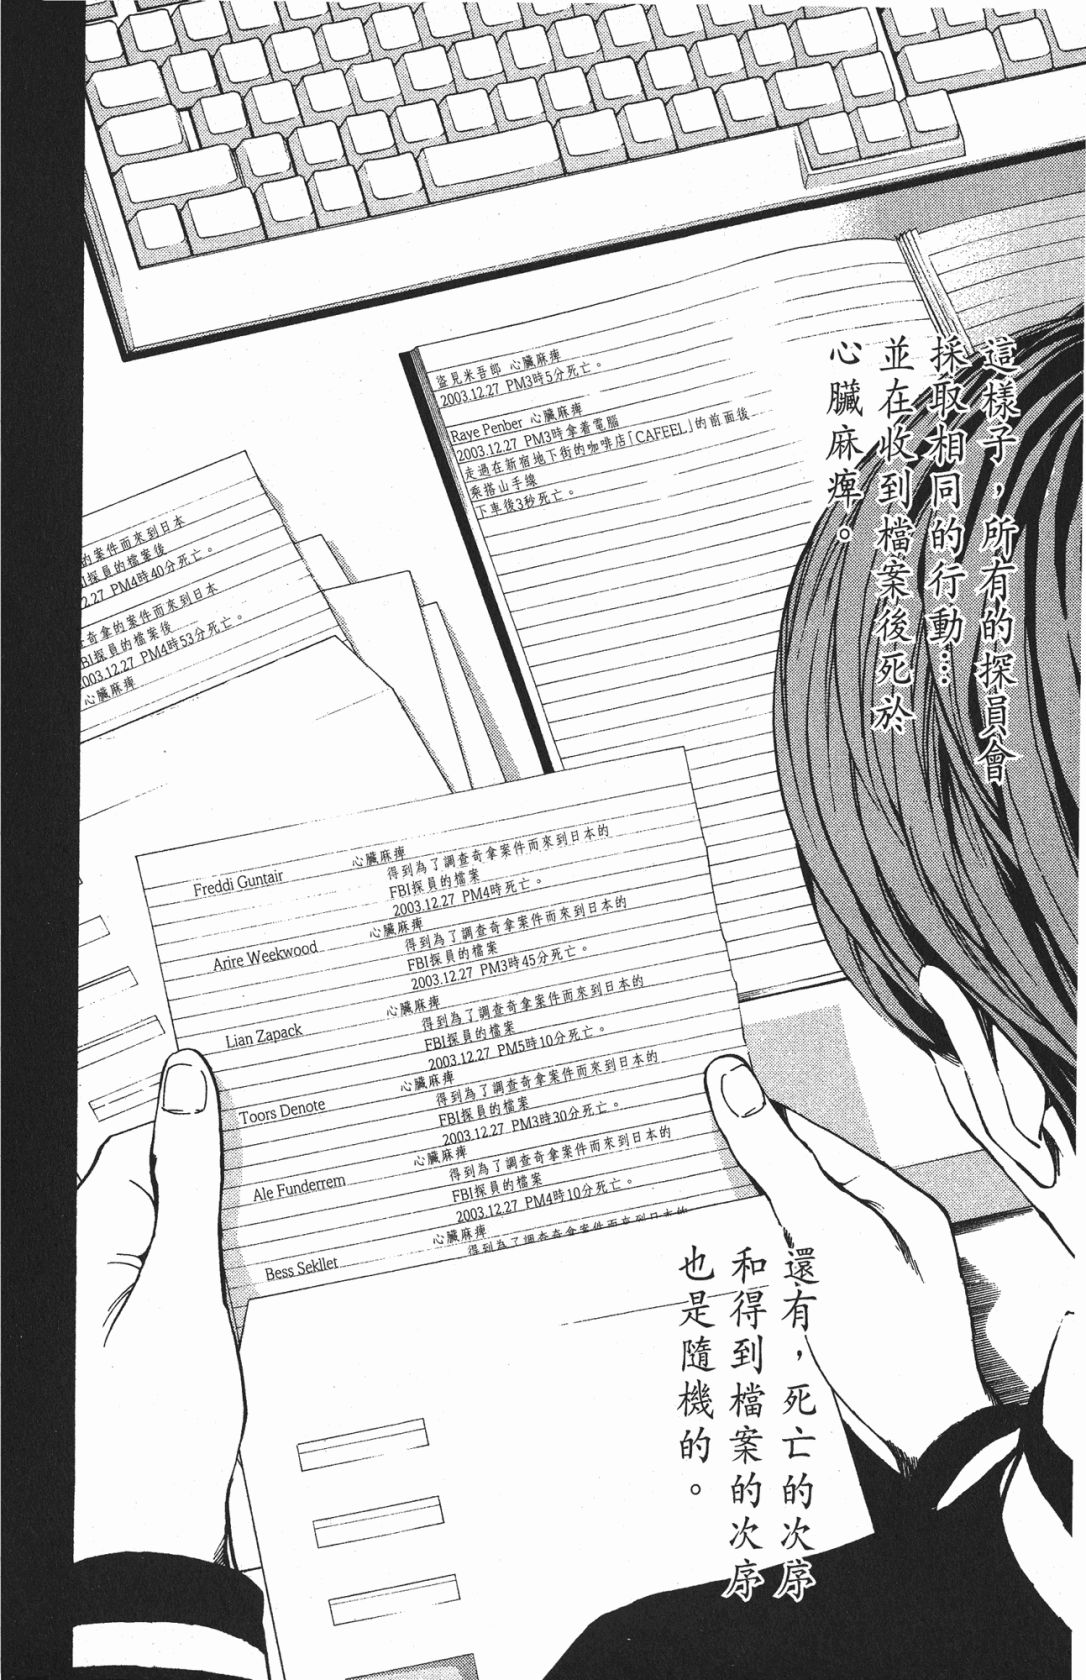 這樣子，所有的探員會
採取相同的行動…
並在收到檔案後死於
心臟麻痺。
盜見米吾郎 心臟麻痺
2003.12.27 PM3時5分死亡。
Raye Penber 心臟麻痺
2003.12.27 PM3時拿着電腦
走過在新宿地下街的咖啡店「CAFEEL」的前面後
乘搭山手線
下車後3秒死亡。
的案件而來到日本
BI探員的檔案後
2.27 PM4時40分死亡。
奇拿的案件而來到日本
BI探員的檔案後
003.12.27 PM4時53分死亡。
心臟麻痺
Freddi Guntair 心臟麻痺
得到為了調查奇拿案件而來到日本的
FBI探員的檔案
2003.12.27 PM4時死亡。
Arire Weekwood 心臟麻痺
得到為了調查奇拿案件而來到日本的
FBI探員的檔案
2003.12.27 PM3時45分死亡。
Lian Zapack 心臟麻痺
得到為了調查奇拿案件而來到日本的
FBI探員的檔案
2003.12.27 PM5時10分死亡。
Toors Denote 心臟麻痺
得到為了調查奇拿案件而來到日本的
FBI探員的檔案
2003.12.27 PM3時30分死亡。
Ale Funderrem 心臟麻痺
得到為了調查奇拿案件而來到日本的
FBI探員的檔案
2003.12.27 PM4時10分死亡。
Bess Sekllet 心臟麻痺
得到為了調查奇拿案件而來到日本的
還有，死亡的次序
和得到檔案的次序
也是隨機的。